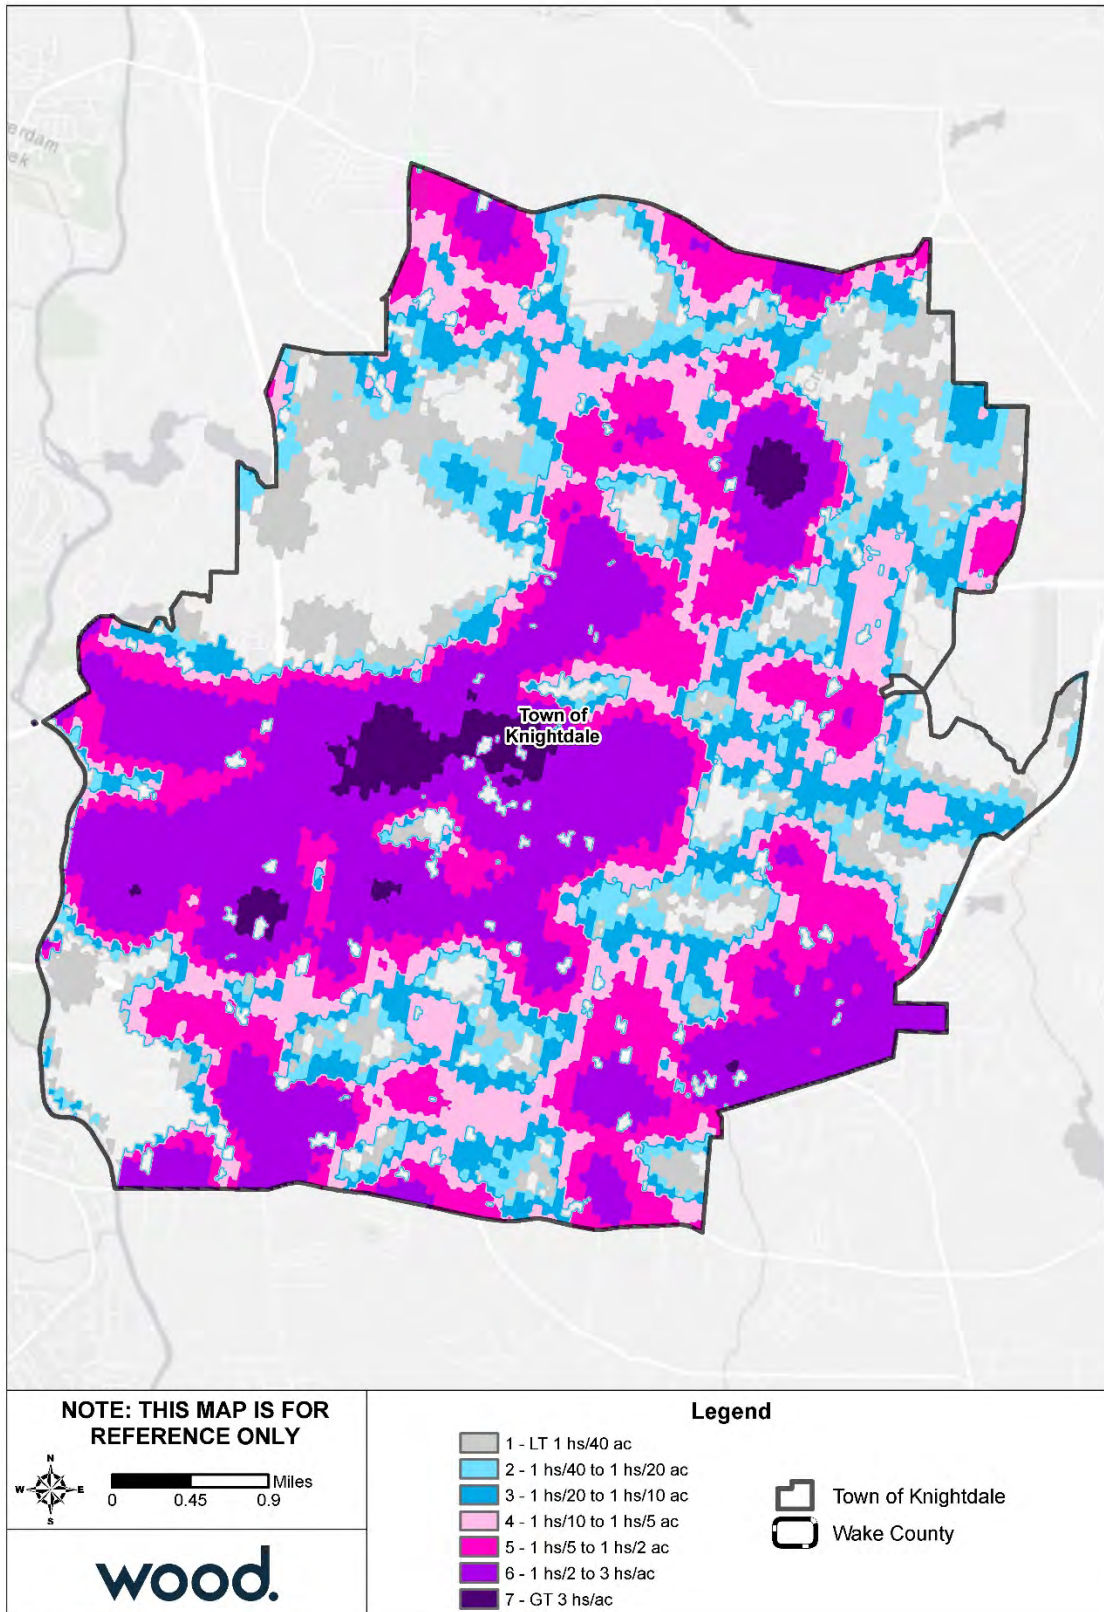 Town of
Knightdale
NOTE: THIS MAP IS FOR
REFERENCE ONLY
N
W
E
S
Miles
0
0.45
0.9
wood.
Legend
1 - LT 1 hs/40 ac
2 - 1 hs/40 to 1 hs/20 ac
3 - 1 hs/20 to 1 hs/10 ac
4 - 1 hs/10 to 1 hs/5 ac
5 - 1 hs/5 to 1 hs/2 ac
6 - 1 hs/2 to 3 hs/ac
7 - GT 3 hs/ac
Town of Knightdale
Wake County